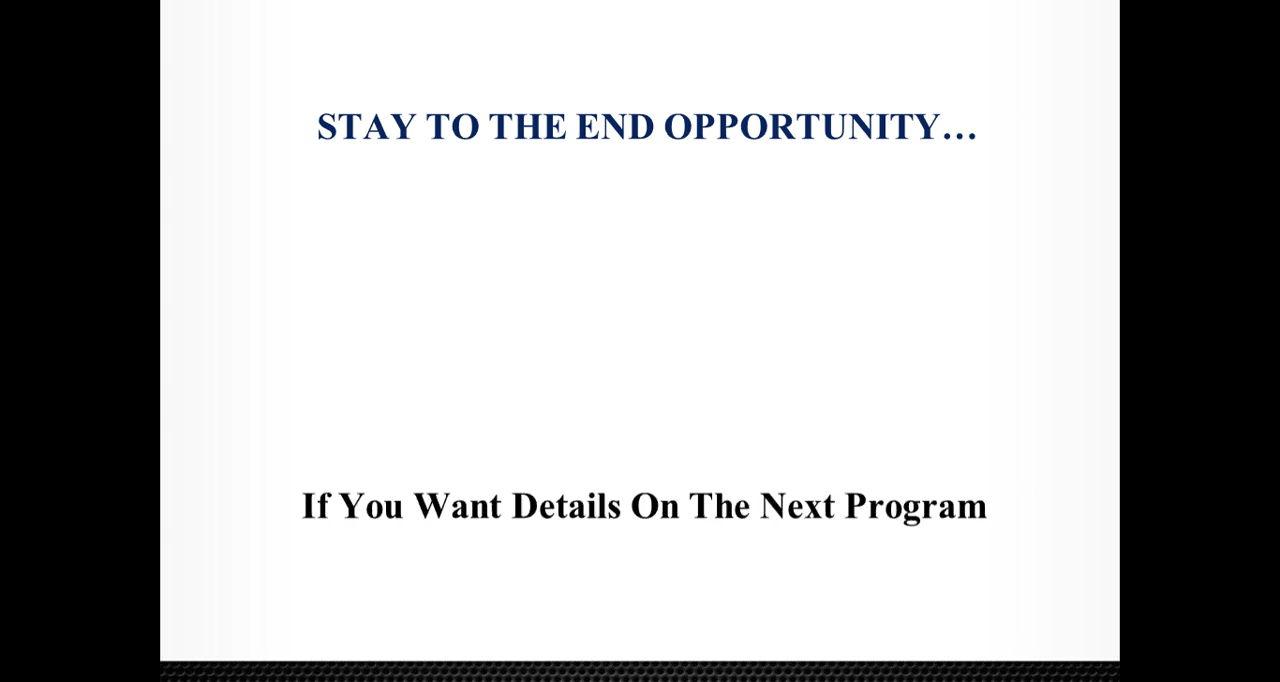 STAY TO THE END OPPORTUNITY…
If You Want Details On The Next Program